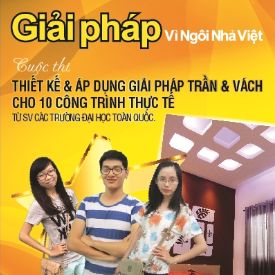 Giải pháp Vì Ngôi Nhà Việt
Cuộc thi
THIẾT KẾ & ÁP DỤNG GIẢI PHÁP TRẦN & VÁCH
CHO 10 CÔNG TRÌNH THỰC TẾ
TỪ SV CÁC TRƯỜNG ĐẠI HỌC TOÀN QUỐC.